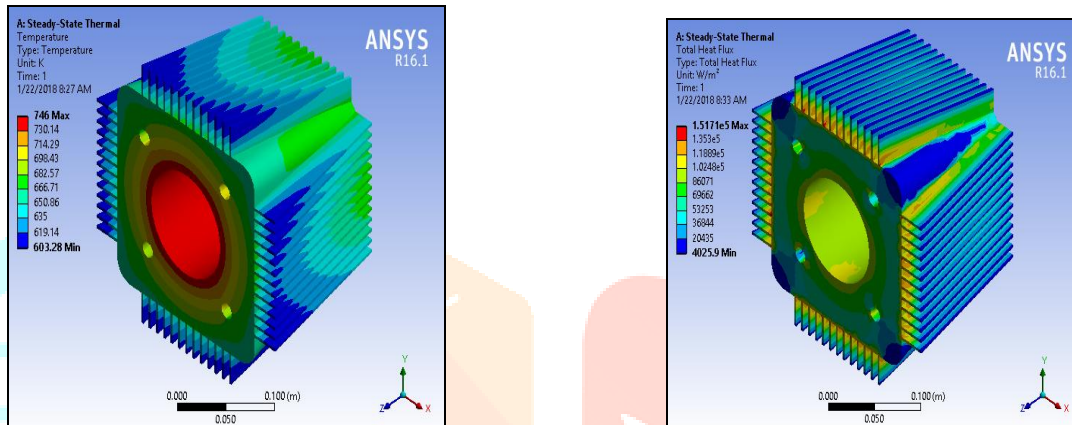 A: Steady-State Thermal
Temperature
Type: Temperature
Unit: K
Time: 1
1/22/2018 8:27 AM
746 Max
730.14
714.29
698.43
682.57
666.71
650.86
635
619.14
603.28 Min
ANSYS
R16.1
0.000
0.100 (m)
0.050
Y
Z
X
A: Steady-State Thermal
Total Heat Flux
Type: Total Heat Flux
Unit: W/m²
Time: 1
1/22/2018 8:33 AM
1.5171e5 Max
1.353e5
1.1889e5
1.0248e5
86071
69662
53253
36844
20435
4025.9 Min
ANSYS
R16.1
0.000
0.100 (m)
0.050
Y
Z
X